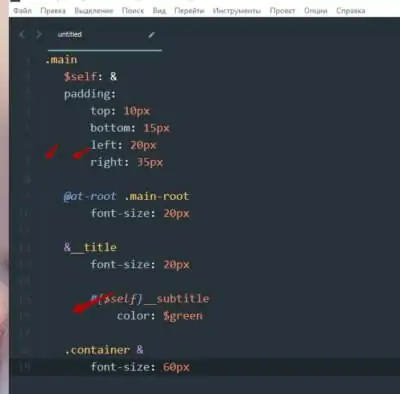 Файл Правка Выделение Поиск Вид Перейти Инструменты Проект Опции Справка
untitled
.main
$self: &
padding:
top: 10px
bottom: 15px
left: 20px
right: 35px
@at-root .main-root
font-size: 20px
&__title
font-size: 20px
#{$self}__subtitle
color: $green
.container &
font-size: 60px
19